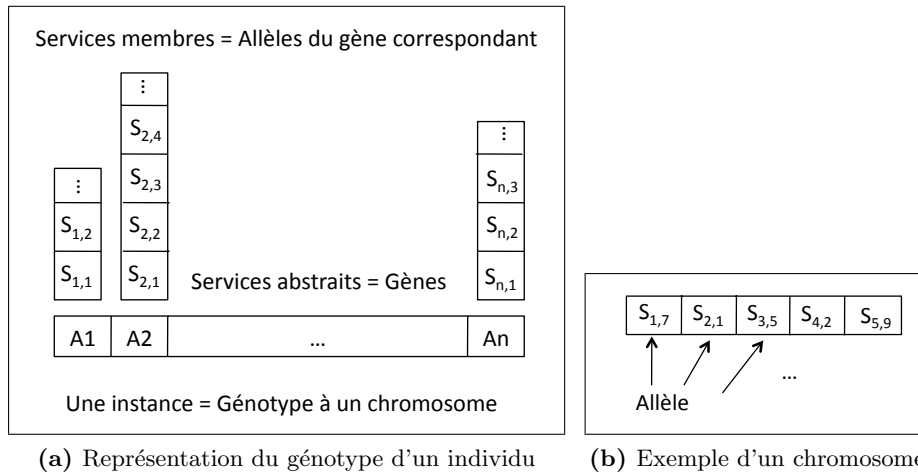 Services membres = Allèles du gène correspondant
⋮
S2,4
⋮
S2,3
Sn,3
⋮
S1,2
S2,2
Sn,2
S1,1
S2,1
Services abstraits = Gènes
Sn,1
A1 A2 ... An
Une instance = Génotype à un chromosome
(a) Représentation du génotype d'un individu
S1,7 S2,1 S3,5 S4,2 S5,9
...
Allèle
(b) Exemple d'un chromosome